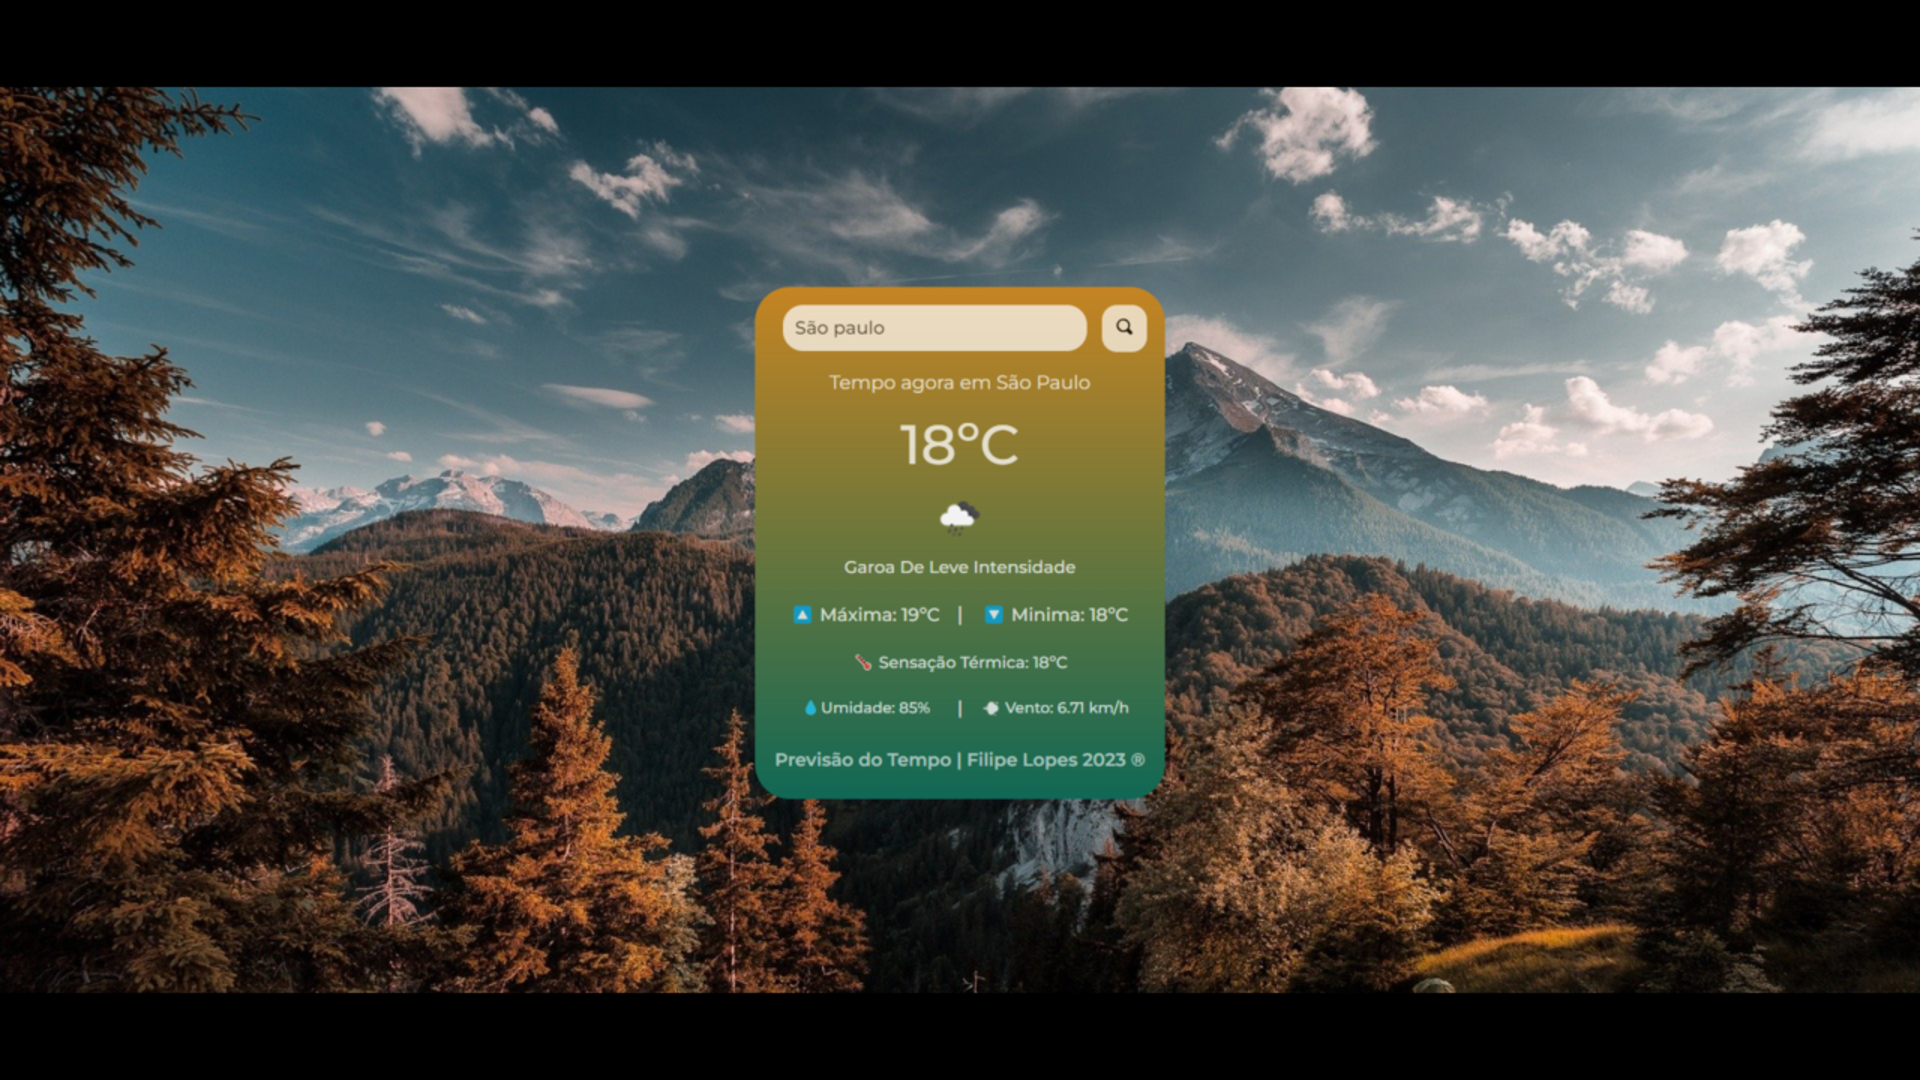 São paulo
Tempo agora em São Paulo
18°C
Garoa De Leve Intensidade
Máxima: 19°C | Minima: 18°C
Sensação Térmica: 18°C
Umidade: 85% | Vento: 6.71 km/h
Previsão do Tempo | Filipe Lopes 2023 ®